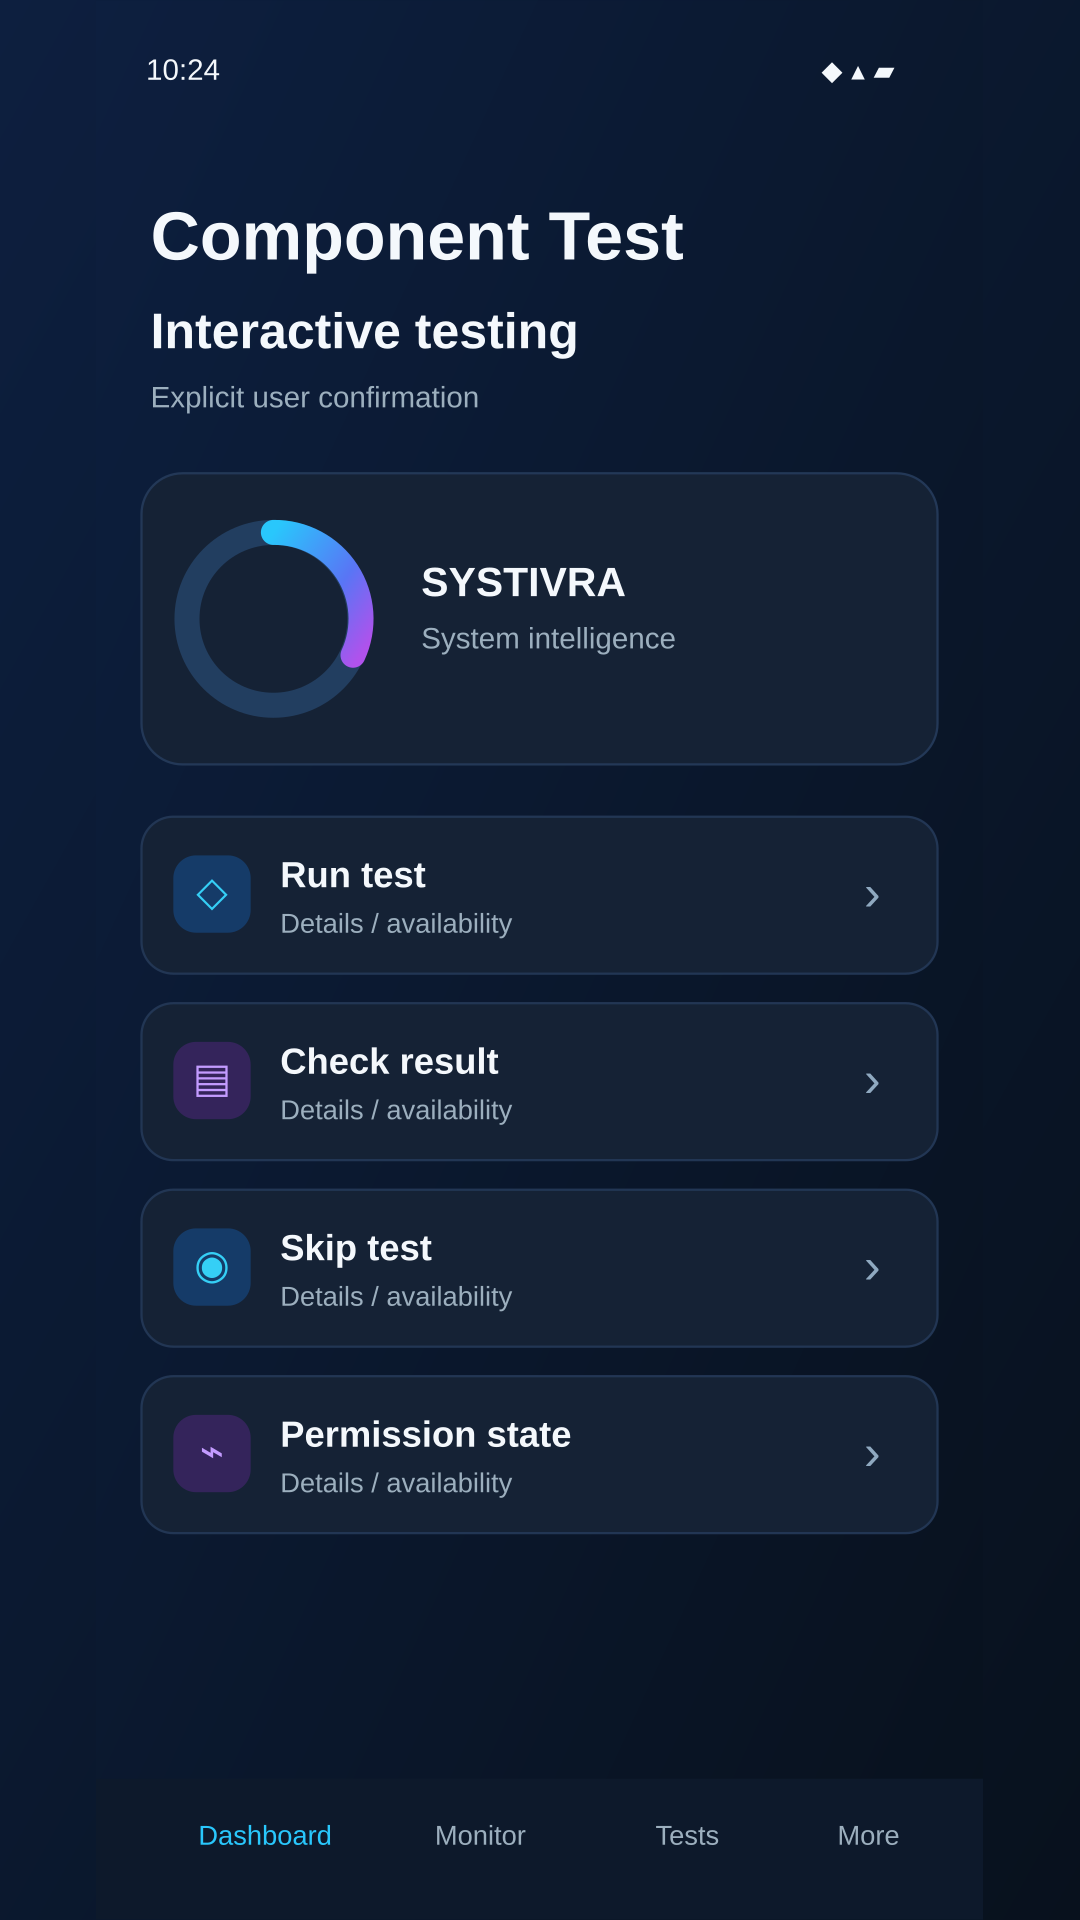 10:24
Component Test
Interactive testing
Explicit user confirmation
SYSTIVRA
System intelligence
Run test
Details / availability
Check result
Details / availability
Skip test
Details / availability
Permission state
Details / availability
Dashboard Monitor Tests More